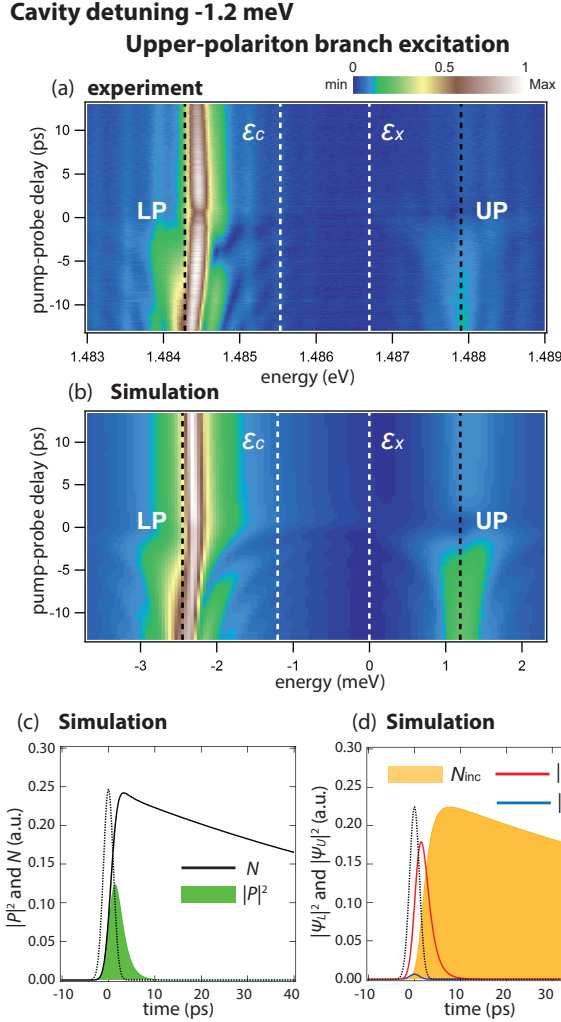 Cavity detuning -1.2 meV
Upper-polariton branch excitation
(a) experiment
min 0 0.5 1 Max
10
5
0
-5
-10
pump-probe delay (ps)
εc εx
LP UP
1.483 1.484 1.485 1.486 1.487 1.488 1.489
energy (eV)
(b) Simulation
10
5
0
-5
-10
pump-probe delay (ps)
εc εx
LP UP
-3 -2 -1 0 1 2
energy (meV)
(c) Simulation
0.30
0.25
0.20
0.15
0.10
0.05
0.00
|P|² and N (a.u.)
N
|P|²
-10 0 10 20 30 40
time (ps)
(d) Simulation
0.30
0.25
0.20
0.15
0.10
0.05
0.00
|ψL|² and |ψU|² (a.u.)
Ninc |
|
-10 0 10 20 30
time (ps)